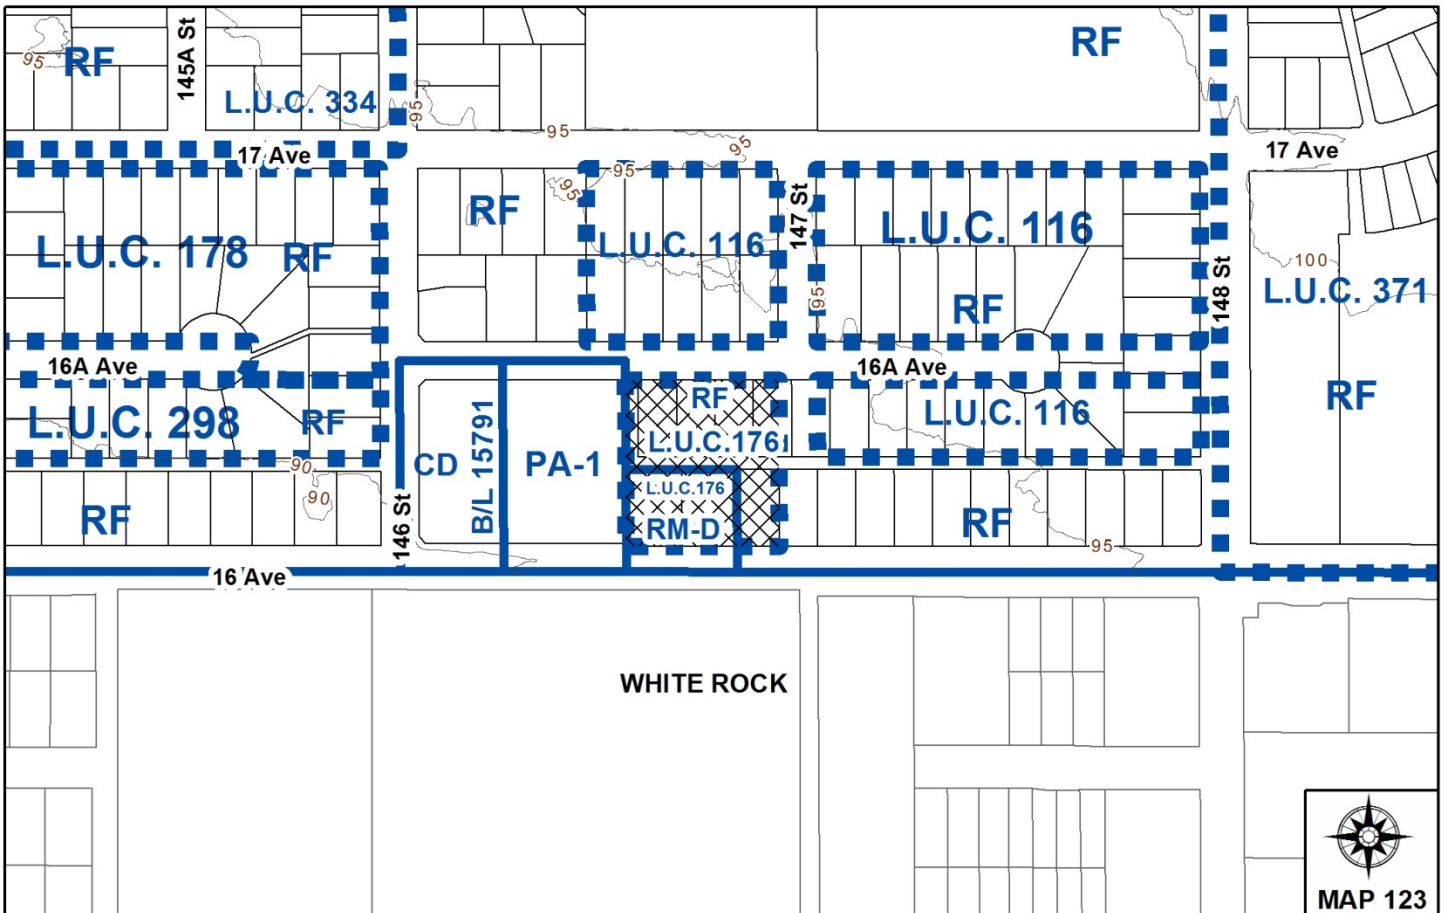 RF
145A St
95
RF
L.U.C. 334
95
95
95
17 Ave
17 Ave
95
95
RF
147 St
L.U.C. 178
RF
L.U.C. 116
L.U.C. 116
100
148 St
L.U.C. 371
95
RF
16A Ave
16A Ave
RF
RF
L.U.C. 298
RF
L.U.C. 116
B/L 15791
L.U.C.176
CD
PA-1
90
L.U.C.176
90
146 St
RF
RM-D
RF
95
16 Ave
WHITE ROCK
MAP 123